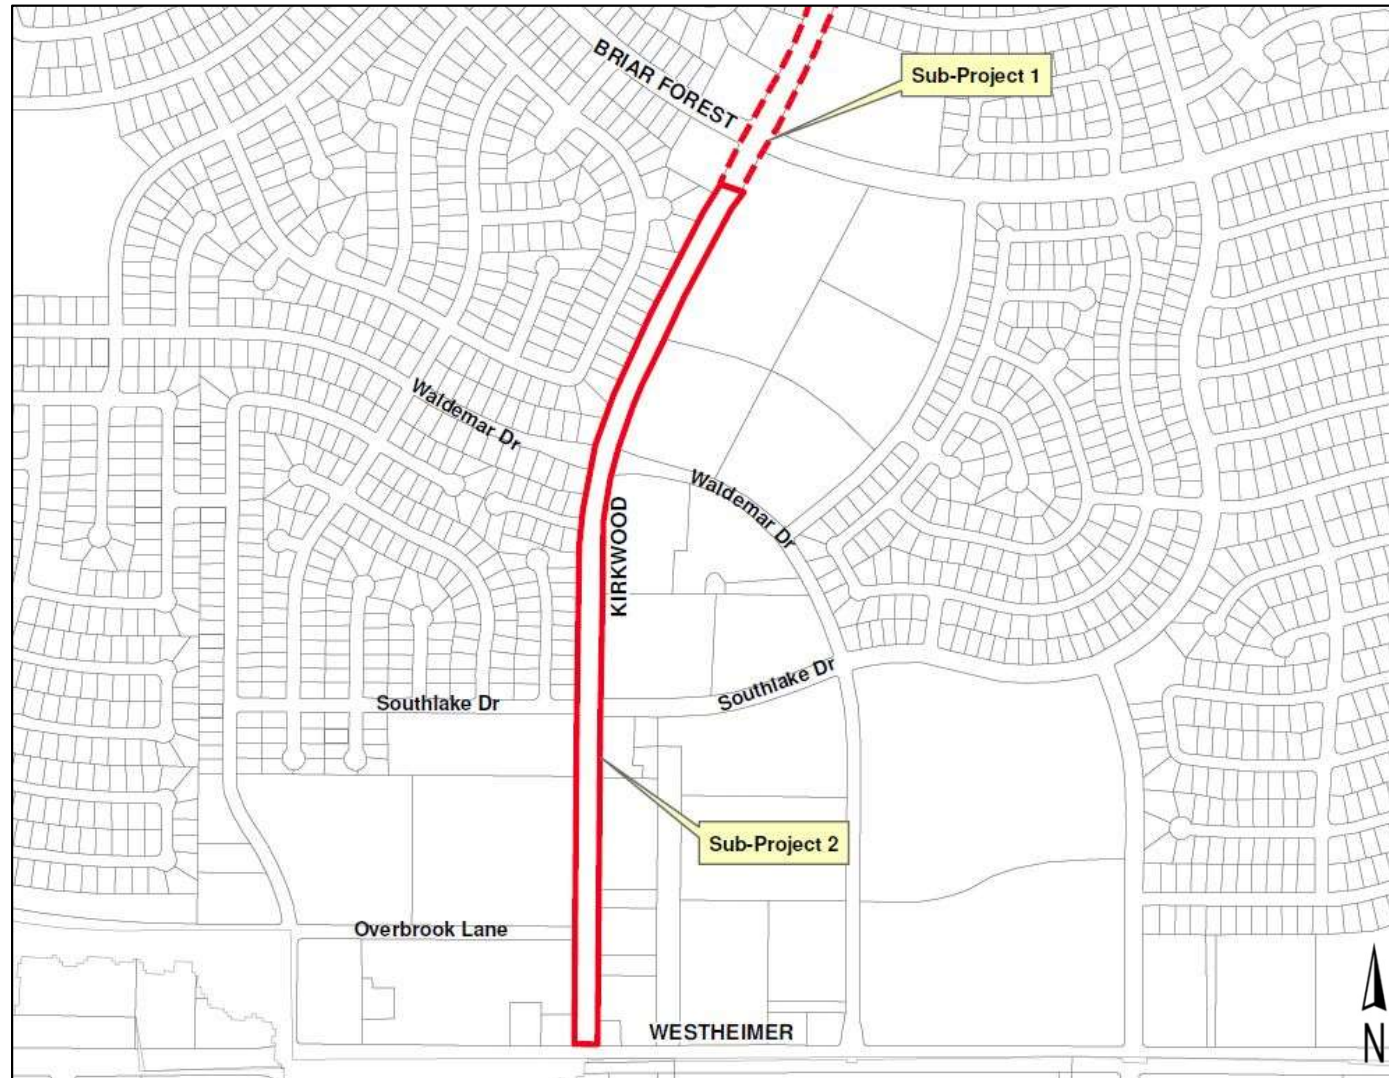 BRIAR FOREST
Sub-Project 1
Waldemar Dr
Waldemar Dr
KIRKWOOD
Southlake Dr
Southlake Dr
Sub-Project 2
Overbrook Lane
WESTHEIMER
N